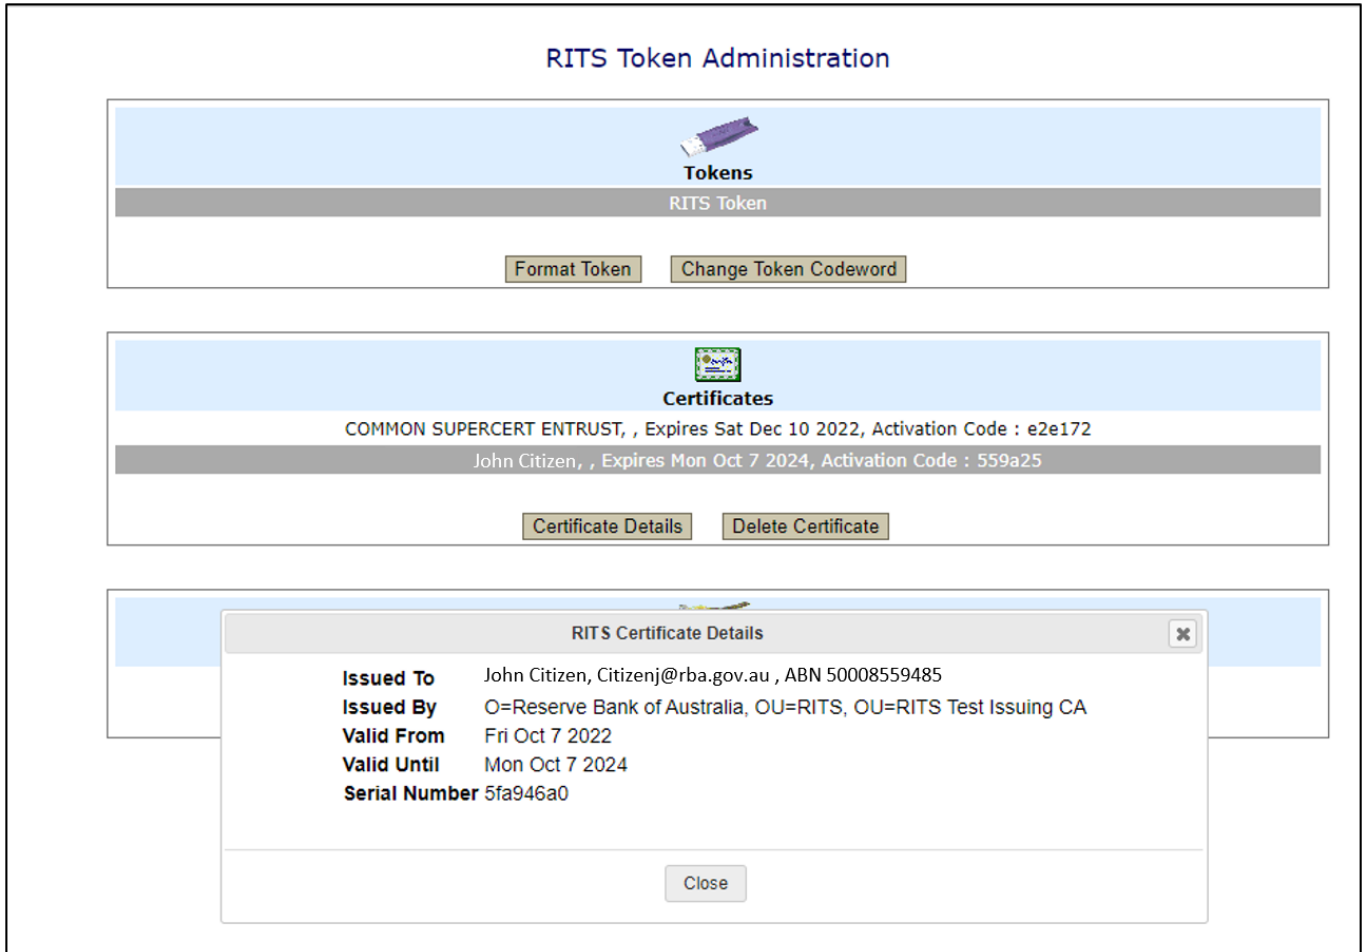 RITS Token Administration
Tokens
RITS Token
Format Token Change Token Codeword
Certificates
COMMON SUPERCERT ENTRUST, , Expires Sat Dec 10 2022, Activation Code : e2e172
John Citizen, , Expires Mon Oct 7 2024, Activation Code : 559a25
Certificate Details Delete Certificate
RITS Certificate Details
Issued To John Citizen, Citizenj@rba.gov.au , ABN 50008559485
Issued By O=Reserve Bank of Australia, OU=RITS, OU=RITS Test Issuing CA
Valid From Fri Oct 7 2022
Valid Until Mon Oct 7 2024
Serial Number 5fa946a0
Close